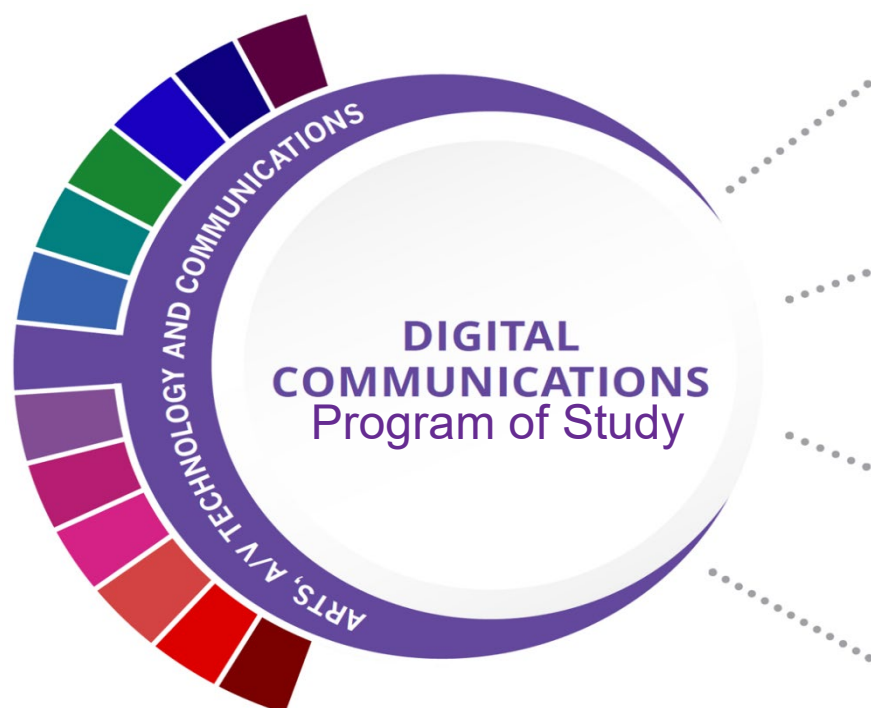 ARTS, A/V TECHNOLOGY AND COMMUNICATIONS
DIGITAL
COMMUNICATIONS
Program of Study